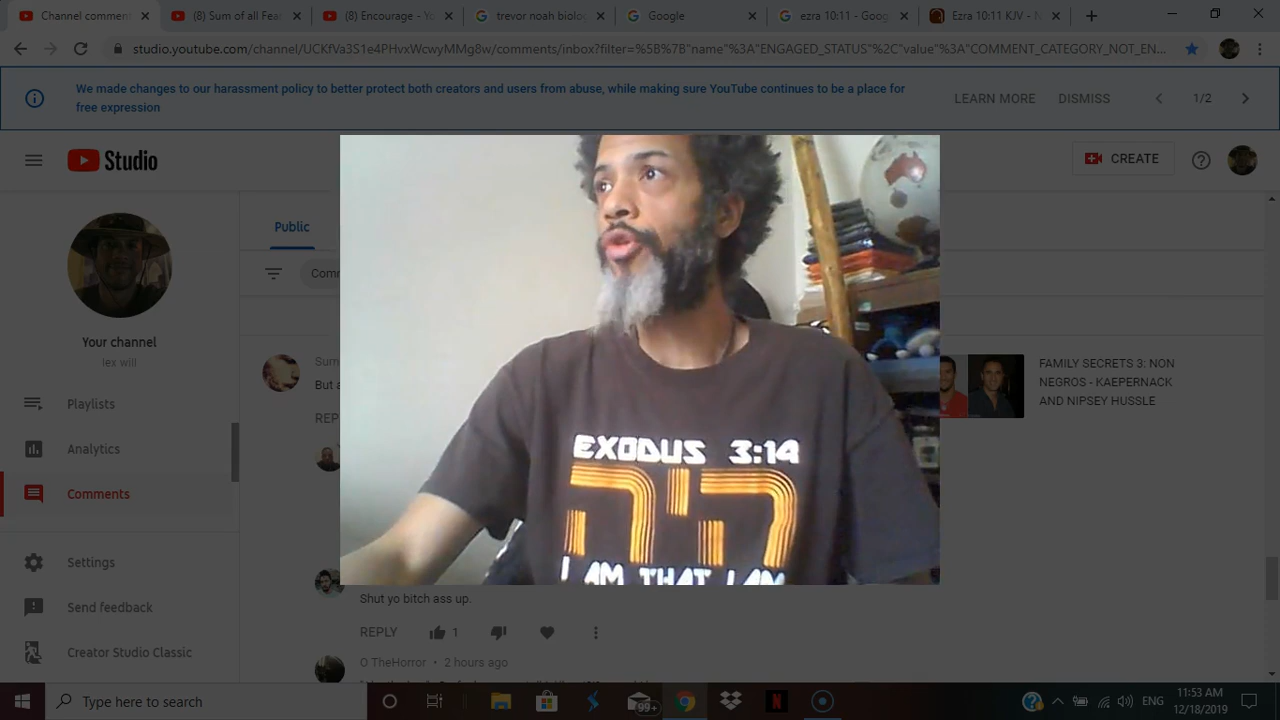 Channel commen
(8) Sum of all Fea
(8) Encourage - Yo
trevor noah biolog
Google
ezra 10:11 - Goog
Ezra 10:11 KJV - N
studio.youtube.com/channel/UCKfVa3S1e4PHvxWcwyMMg8w/comments/inbox?filter=%5B%7B"name"%3A"ENGAGED_STATUS"%2C"value"%3A"COMMENT_CATEGORY_NOT_EN...
We made changes to our harassment policy to better protect both creators and users from abuse, while making sure YouTube continues to be a place for
free expression
LEARN MORE
DISMISS
1/2
Studio
CREATE
Public
Your channel
lex will
Playlists
Analytics
Comments
Settings
Send feedback
Creator Studio Classic
FAMILY SECRETS 3: NON
NEGROS - KAEPERNACK
AND NIPSEY HUSSLE
EXODUS 3:14
היה
I AM THAT I AM
Shut yo bitch ass up.
REPLY
1
O TheHorror • 2 hours ago
Type here to search
99+
ENG
11:53 AM
12/18/2019